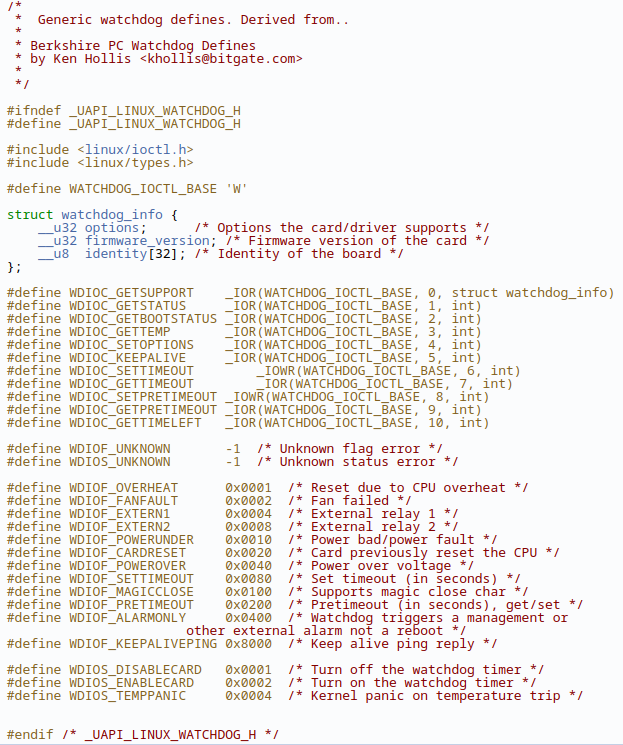 /*
 *  Generic watchdog defines. Derived from..
 *
 * Berkshire PC Watchdog Defines
 * by Ken Hollis <khollis@bitgate.com>
 *
 */

#ifndef _UAPI_LINUX_WATCHDOG_H
#define _UAPI_LINUX_WATCHDOG_H

#include <linux/ioctl.h>
#include <linux/types.h>

#define WATCHDOG_IOCTL_BASE 'W'

struct watchdog_info {
    __u32 options;      /* Options the card/driver supports */
    __u32 firmware_version; /* Firmware version of the card */
    __u8  identity[32]; /* Identity of the board */
};

#define WDIOC_GETSUPPORT    _IOR(WATCHDOG_IOCTL_BASE, 0, struct watchdog_info)
#define WDIOC_GETSTATUS     _IOR(WATCHDOG_IOCTL_BASE, 1, int)
#define WDIOC_GETBOOTSTATUS _IOR(WATCHDOG_IOCTL_BASE, 2, int)
#define WDIOC_GETTEMP       _IOR(WATCHDOG_IOCTL_BASE, 3, int)
#define WDIOC_SETOPTIONS    _IOR(WATCHDOG_IOCTL_BASE, 4, int)
#define WDIOC_KEEPALIVE     _IOR(WATCHDOG_IOCTL_BASE, 5, int)
#define WDIOC_SETTIMEOUT        _IOWR(WATCHDOG_IOCTL_BASE, 6, int)
#define WDIOC_GETTIMEOUT        _IOR(WATCHDOG_IOCTL_BASE, 7, int)
#define WDIOC_SETPRETIMEOUT _IOWR(WATCHDOG_IOCTL_BASE, 8, int)
#define WDIOC_GETPRETIMEOUT _IOR(WATCHDOG_IOCTL_BASE, 9, int)
#define WDIOC_GETTIMELEFT   _IOR(WATCHDOG_IOCTL_BASE, 10, int)

#define WDIOF_UNKNOWN       -1  /* Unknown flag error */
#define WDIOS_UNKNOWN       -1  /* Unknown status error */

#define WDIOF_OVERHEAT      0x0001  /* Reset due to CPU overheat */
#define WDIOF_FANFAULT      0x0002  /* Fan failed */
#define WDIOF_EXTERN1       0x0004  /* External relay 1 */
#define WDIOF_EXTERN2       0x0008  /* External relay 2 */
#define WDIOF_POWERUNDER    0x0010  /* Power bad/power fault */
#define WDIOF_CARDRESET     0x0020  /* Card previously reset the CPU */
#define WDIOF_POWEROVER     0x0040  /* Power over voltage */
#define WDIOF_SETTIMEOUT    0x0080  /* Set timeout (in seconds) */
#define WDIOF_MAGICCLOSE    0x0100  /* Supports magic close char */
#define WDIOF_PRETIMEOUT    0x0200  /* Pretimeout (in seconds), get/set */
#define WDIOF_ALARMONLY     0x0400  /* Watchdog triggers a management or
                       other external alarm not a reboot */
#define WDIOF_KEEPALIVEPING 0x8000  /* Keep alive ping reply */

#define WDIOS_DISABLECARD   0x0001  /* Turn off the watchdog timer */
#define WDIOS_ENABLECARD    0x0002  /* Turn on the watchdog timer */
#define WDIOS_TEMPPANIC     0x0004  /* Kernel panic on temperature trip */


#endif /* _UAPI_LINUX_WATCHDOG_H */